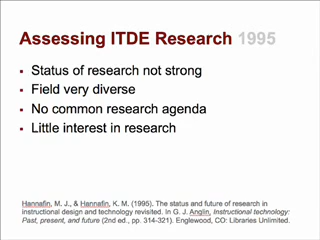 Assessing ITDE Research 1995
Status of research not strong
Field very diverse
No common research agenda
Little interest in research
Hannafin, M. J., & Hannafin, K. M. (1995). The status and future of research in
instructional design and technology revisited. In G. J. Anglin, Instructional technology:
Past, present, and future (2nd ed., pp. 314-321). Englewood, CO: Libraries Unlimited.